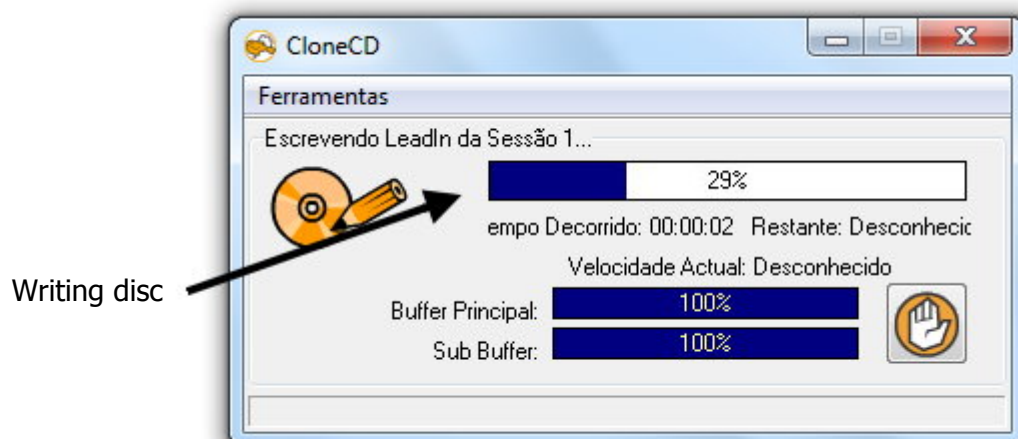 CloneCD
Ferramentas
Escrevendo LeadIn da Sessão 1...
29%
empo Decorrido: 00:00:02 Restante: Desconhecic
Velocidade Actual: Desconhecido
Writing disc
Buffer Principal: 100%
Sub Buffer: 100%